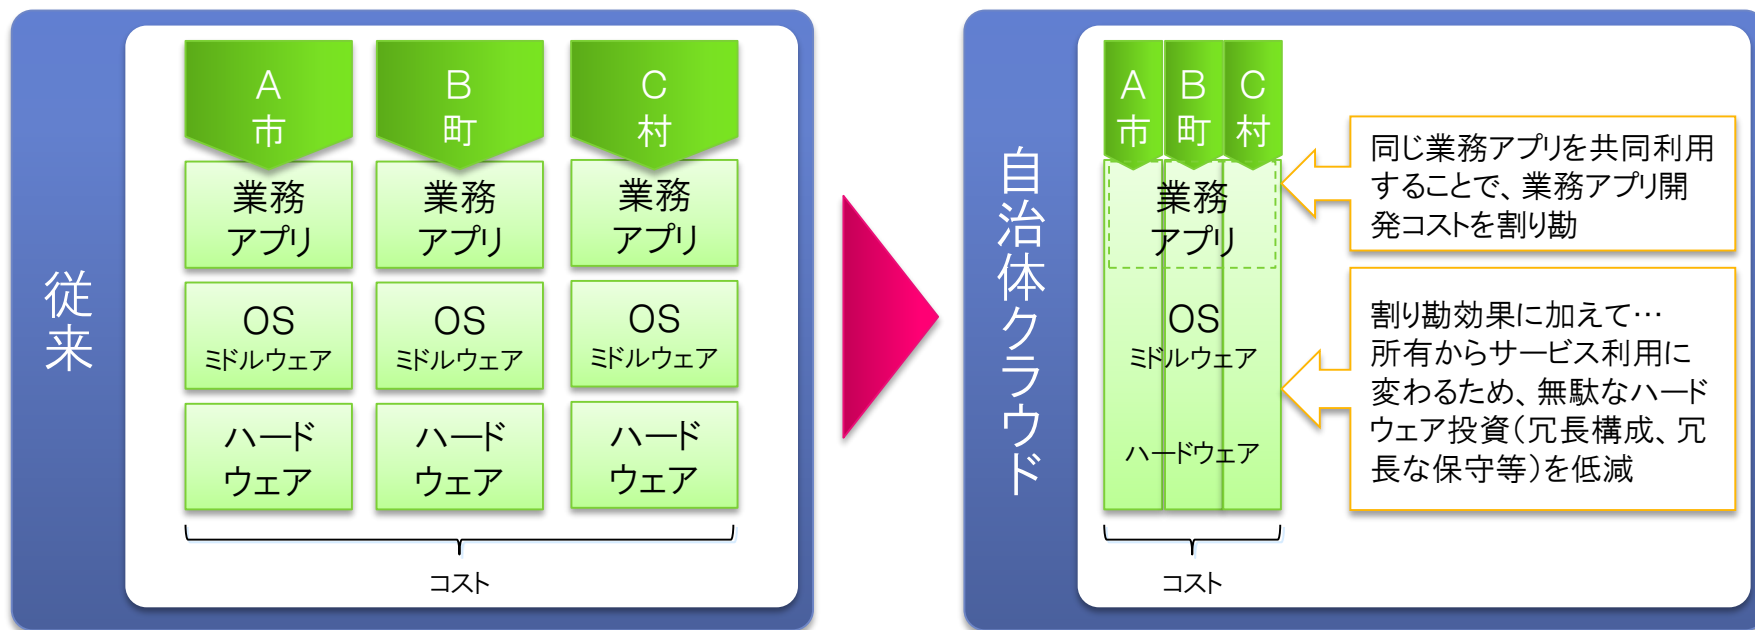 従来
A
市
業務
アプリ
OS
ミドルウェア
ハード
ウェア
B
町
業務
アプリ
OS
ミドルウェア
ハード
ウェア
C
村
業務
アプリ
OS
ミドルウェア
ハード
ウェア
コスト
自治体クラウド
A
市
B
町
C
村
業務
アプリ
OS
ミドルウェア
ハードウェア
コスト
同じ業務アプリを共同利用
することで、業務アプリ開
発コストを割り勘
割り勘効果に加えて…
所有からサービス利用に
変わるため、無駄なハード
ウェア投資(冗長構成、冗
長な保守等)を低減